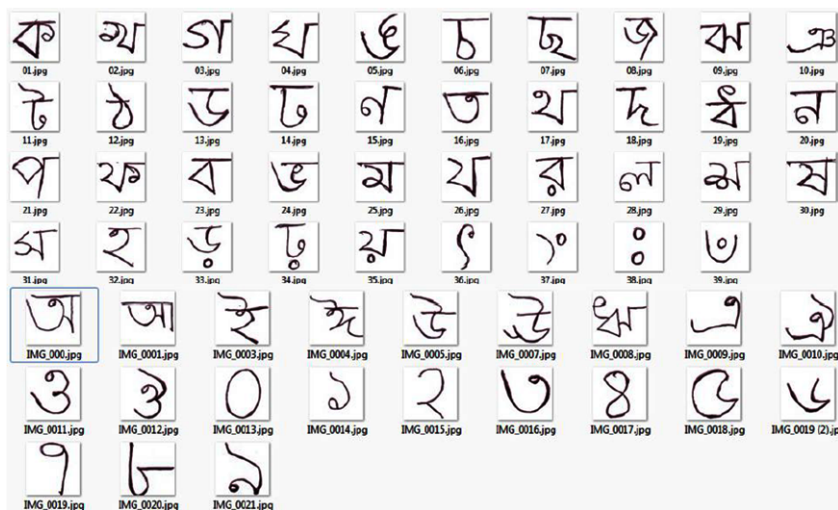 ক খ গ ঘ ঙ চ ছ জ ঝ ঞ
01.jpg 02.jpg 03.jpg 04.jpg 05.jpg 06.jpg 07.jpg 08.jpg 09.jpg 10.jpg
ট ঠ ড ঢ ণ ত থ দ ধ ন
11.jpg 12.jpg 13.jpg 14.jpg 15.jpg 16.jpg 17.jpg 18.jpg 19.jpg 20.jpg
প ফ ব ভ ম য র ল শ ষ
21.jpg 22.jpg 23.jpg 24.jpg 25.jpg 26.jpg 27.jpg 28.jpg 29.jpg 30.jpg
স হ ড় ঢ় য় ৎ ং ঃ ঁ
31.jpg 32.jpg 33.jpg 34.jpg 35.jpg 36.jpg 37.jpg 38.jpg 39.jpg
অ আ ই ঈ উ ঊ ঋ এ ঐ
IMG_000.jpg IMG_0001.jpg IMG_0003.jpg IMG_0004.jpg IMG_0005.jpg IMG_0007.jpg IMG_0008.jpg IMG_0009.jpg IMG_0010.jpg
ও ঔ ০ ১ ২ ৩ ৪ ৫ ৬
IMG_0011.jpg IMG_0012.jpg IMG_0013.jpg IMG_0014.jpg IMG_0015.jpg IMG_0016.jpg IMG_0017.jpg IMG_0018.jpg IMG_0019 (2).jp
৭ ৮ ৯
IMG_0019.jpg IMG_0020.jpg IMG_0021.jpg